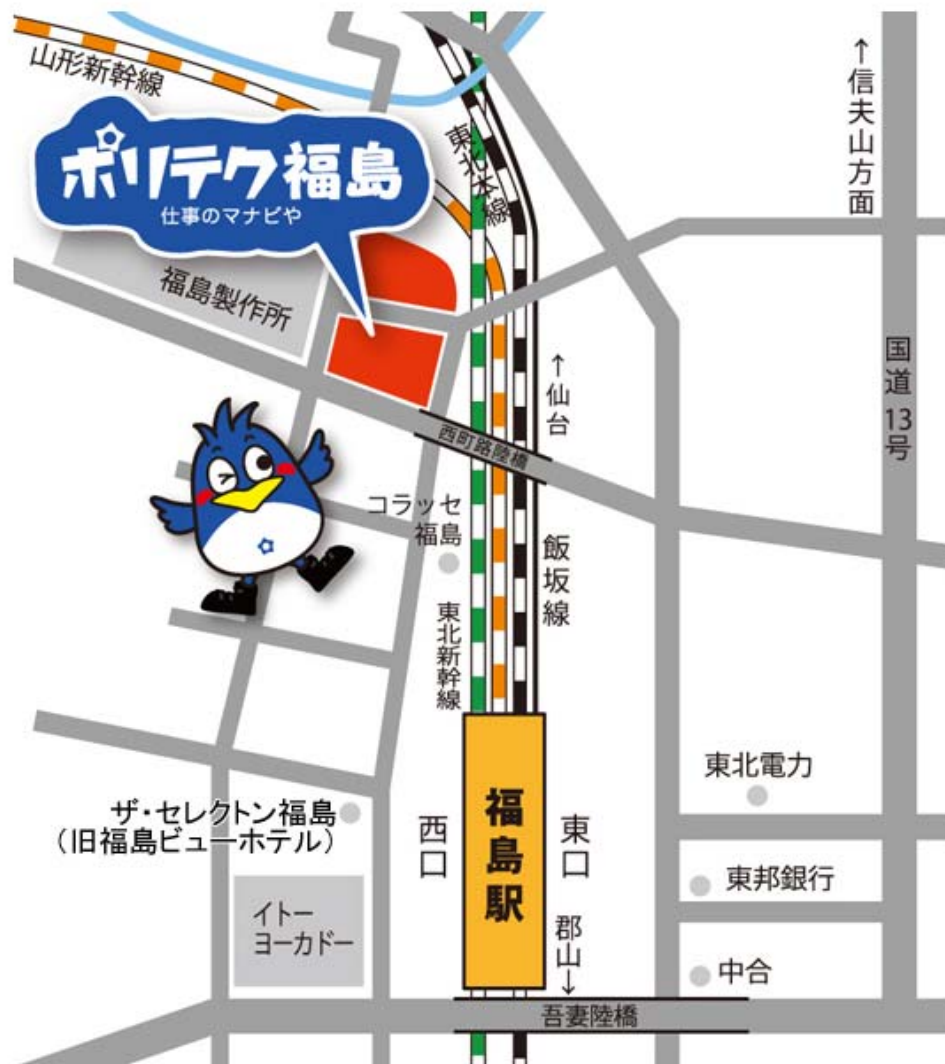 山形新幹線
ポリテク福島
仕事のマナビや
東北本線
↑信夫山方面
福島製作所
国道13号
↑仙台
西町跨陸橋
コラッセ
福島
飯坂線
東北新幹線
東北電力
ザ・セレクトン福島
(旧福島ビューホテル)
西口
福島駅
東口
東邦銀行
イトー
ヨーカドー
郡山↓
中合
吾妻陸橋